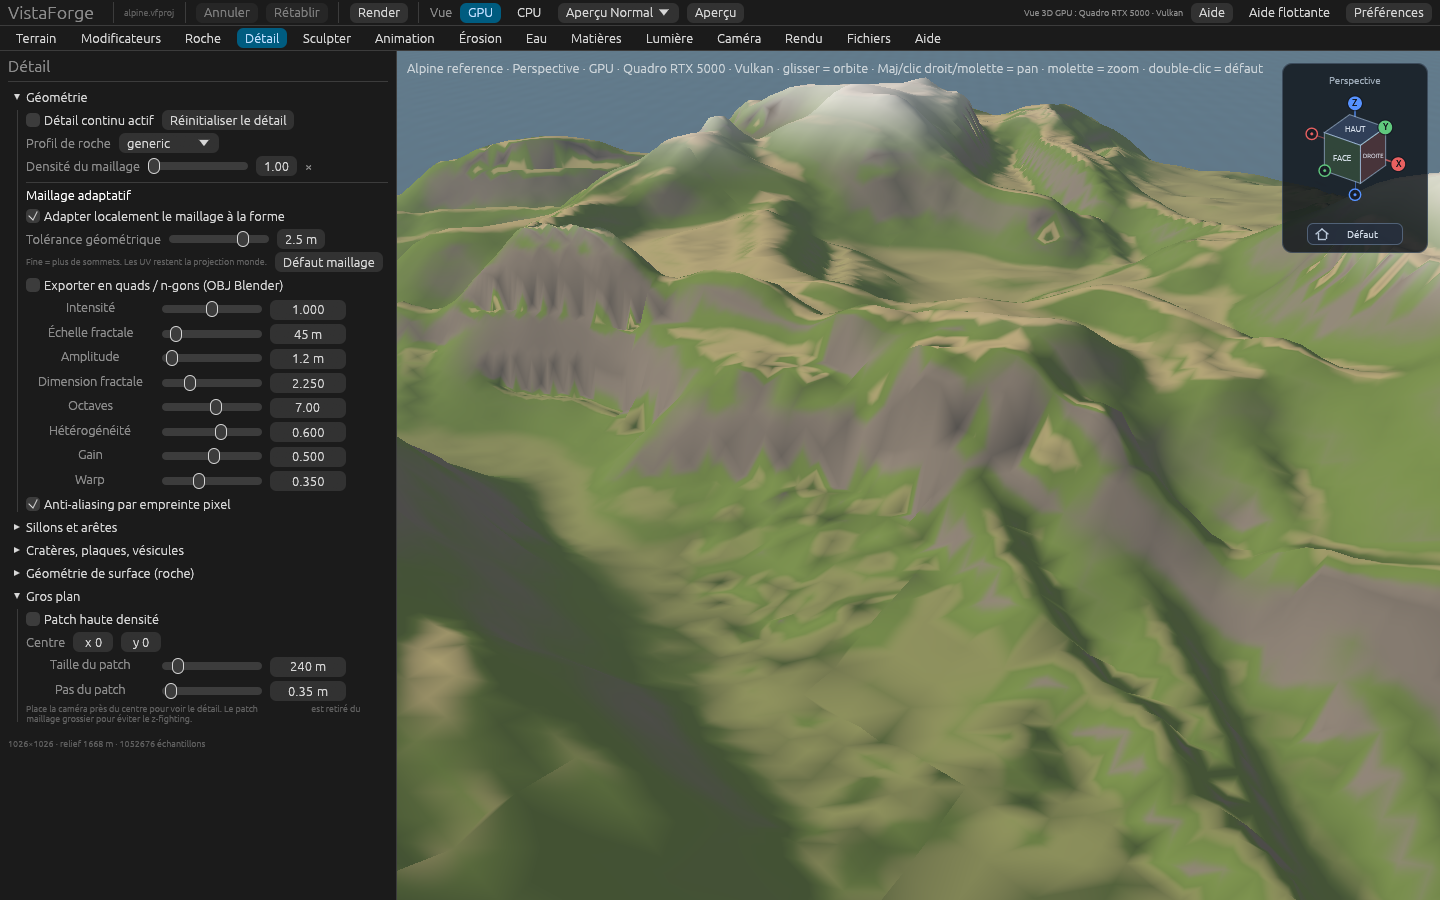 VistaForge alpine.vfproj Annuler Rétablir Render Vue GPU CPU Aperçu Normal Aperçu Vue 3D GPU : Quadro RTX 5000 · Vulkan Aide Aide flottante Préférences
Terrain Modificateurs Roche Détail Sculpter Animation Érosion Eau Matières Lumière Caméra Rendu Fichiers Aide
Détail
Géométrie
Détail continu actif Réinitialiser le détail
Profil de roche generic
Densité du maillage 1.00 ×
Maillage adaptatif
Adapter localement le maillage à la forme
Tolérance géométrique 2.5 m
Fine = plus de sommets. Les UV restent la projection monde. Défaut maillage
Exporter en quads / n-gons (OBJ Blender)
Intensité 1.000
Échelle fractale 45 m
Amplitude 1.2 m
Dimension fractale 2.250
Octaves 7.00
Hétérogénéité 0.600
Gain 0.500
Warp 0.350
Anti-aliasing par empreinte pixel
Sillons et arêtes
Cratères, plaques, vésicules
Géométrie de surface (roche)
Gros plan
Patch haute densité
Centre x 0 y 0
Taille du patch 240 m
Pas du patch 0.35 m
Place la caméra près du centre pour voir le détail. Le patch est retiré du
maillage grossier pour éviter le z-fighting.
1026×1026 · relief 1668 m · 1052676 échantillons
Alpine reference · Perspective · GPU · Quadro RTX 5000 · Vulkan · glisser = orbite · Maj/clic droit/molette = pan · molette = zoom · double-clic = défaut
Perspective
Z
HAUT
Y
FACE
DROITE
X
Défaut